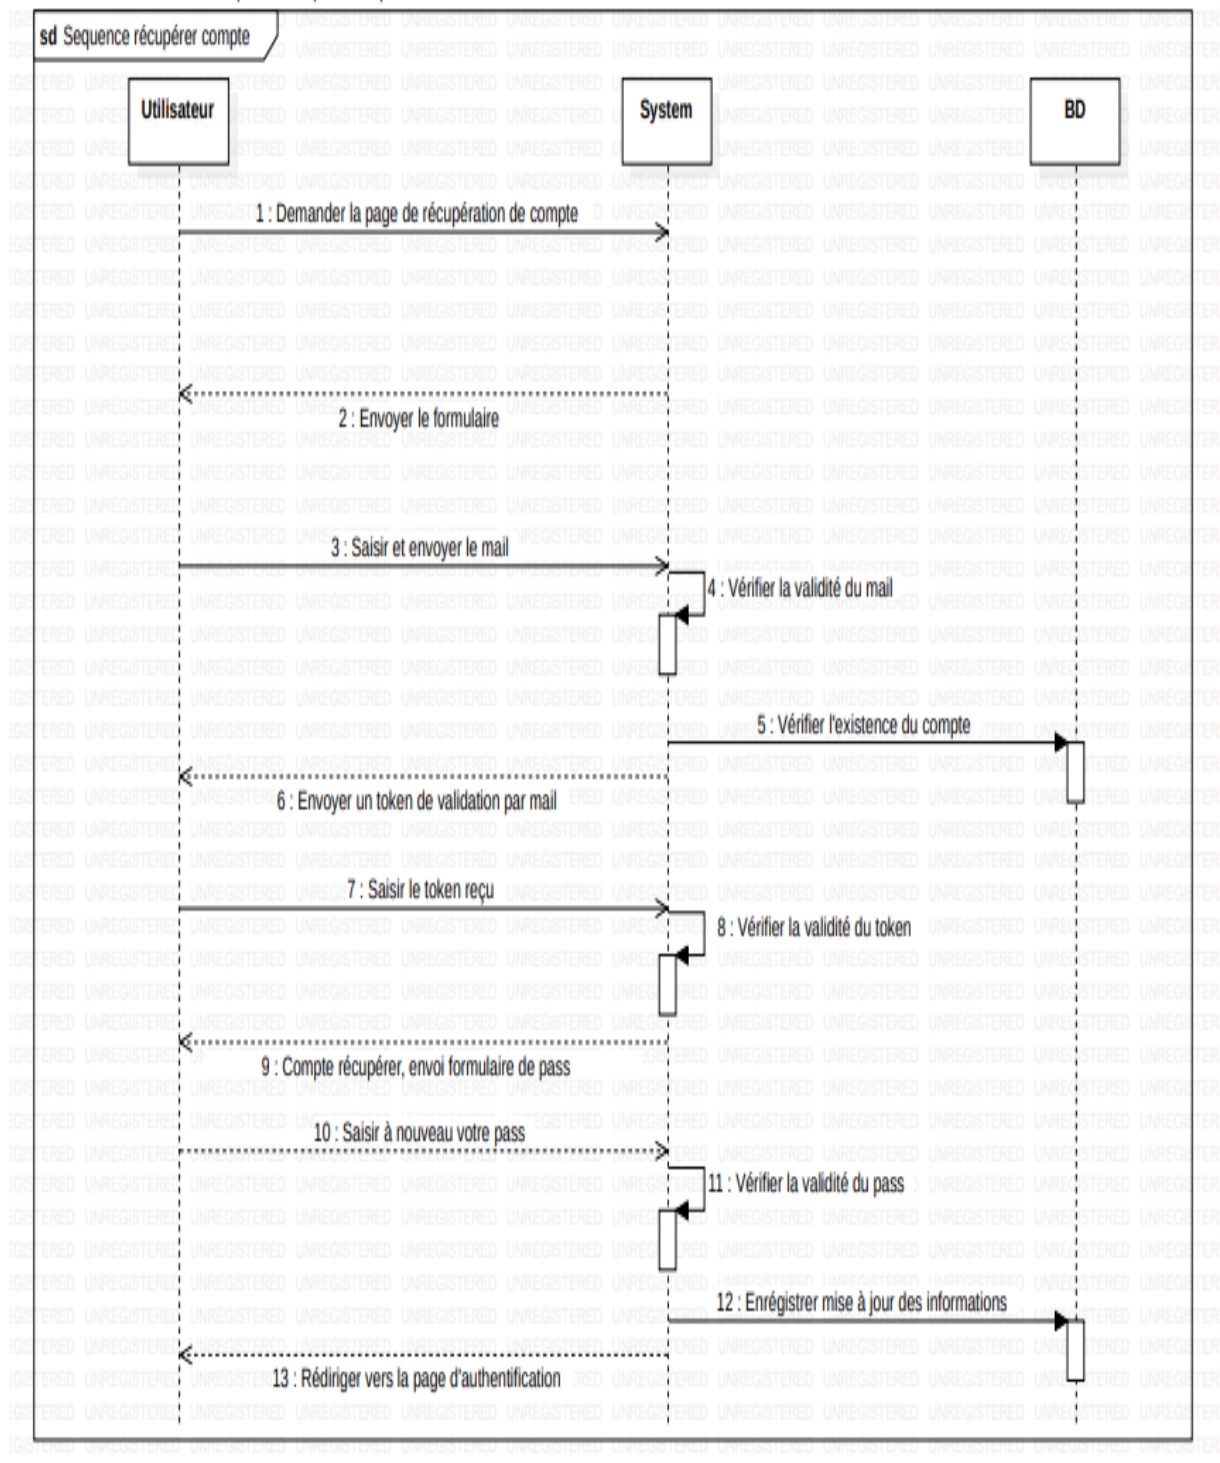 sd Sequence récupérer compte
Utilisateur
System
BD
1 : Demander la page de récupération de compte
2 : Envoyer le formulaire
3 : Saisir et envoyer le mail
4 : Vérifier la validité du mail
5 : Vérifier l'existence du compte
6 : Envoyer un token de validation par mail
7 : Saisir le token reçu
8 : Vérifier la validité du token
9 : Compte récupérer, envoi formulaire de pass
10 : Saisir à nouveau votre pass
11 : Vérifier la validité du pass
12 : Enrégistrer mise à jour des informations
13 : Rédiriger vers la page d'authentification
UNREGISTERED